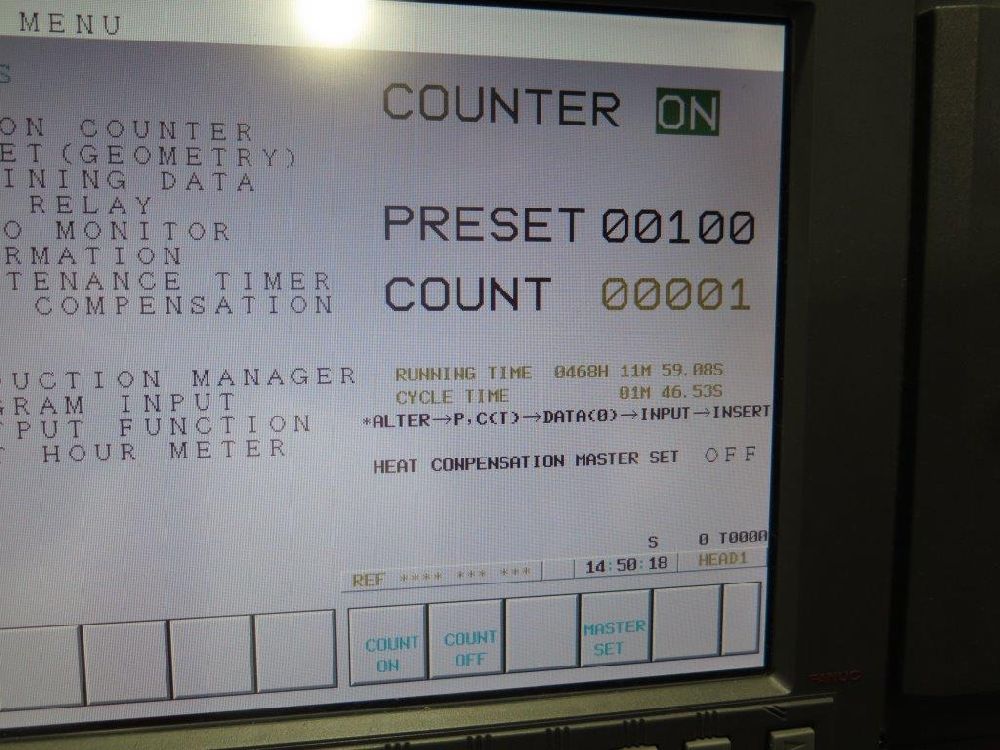 MENU
S
ON COUNTER
ET(GEOMETRY)
INING DATA
RELAY
O MONITOR
RMATION
TENANCE TIMER
COMPENSATION
UCTION MANAGER
GRAM INPUT
TPUT FUNCTION
T HOUR METER
COUNTER ON
PRESET 00100
COUNT 00001
RUNNING TIME 0468H 11M 59.08S
CYCLE TIME 01M 46.53S
*ALTER→P,C(T)→DATA(0)→INPUT→INSERT
HEAT CONPENSATION MASTER SET OFF
S 0 T0000
REF **** *** *** 14:50:18 HEAD1
COUNT ON
COUNT OFF
MASTER SET
FANUC